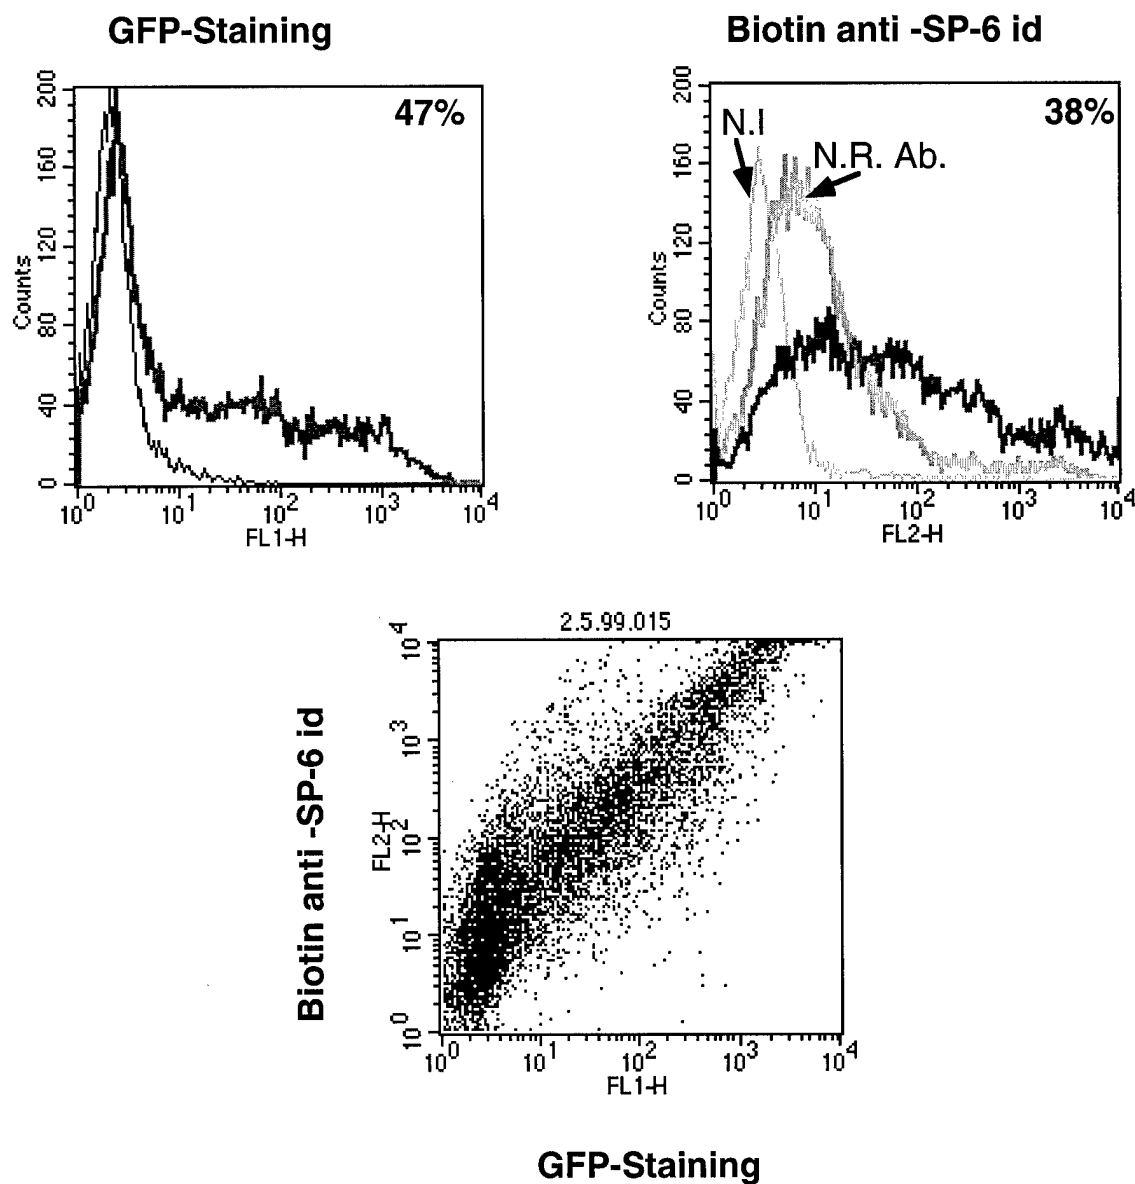 GFP-Staining
Biotin anti -SP-6 id
47%
200
160
120
80
40
0
Counts
10^0 10^1 10^2 10^3 10^4
FL1-H
38%
N.I
N.R. Ab.
200
160
120
80
40
0
Counts
10^0 10^1 10^2 10^3 10^4
FL2-H
2.5.99.015
10^4
10^3
10^2
10^1
10^0
FL2-H
Biotin anti -SP-6 id
10^0 10^1 10^2 10^3 10^4
FL1-H
GFP-Staining